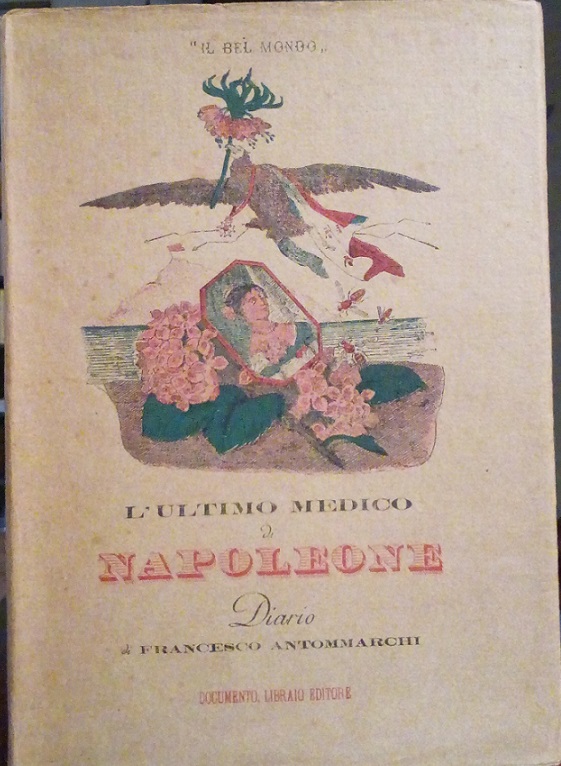 "IL BEL MONDO„
L'ULTIMO MEDICO
di
NAPOLEONE
Diario
di FRANCESCO ANTOMMARCHI
DOCUMENTO, LIBRAIO EDITORE